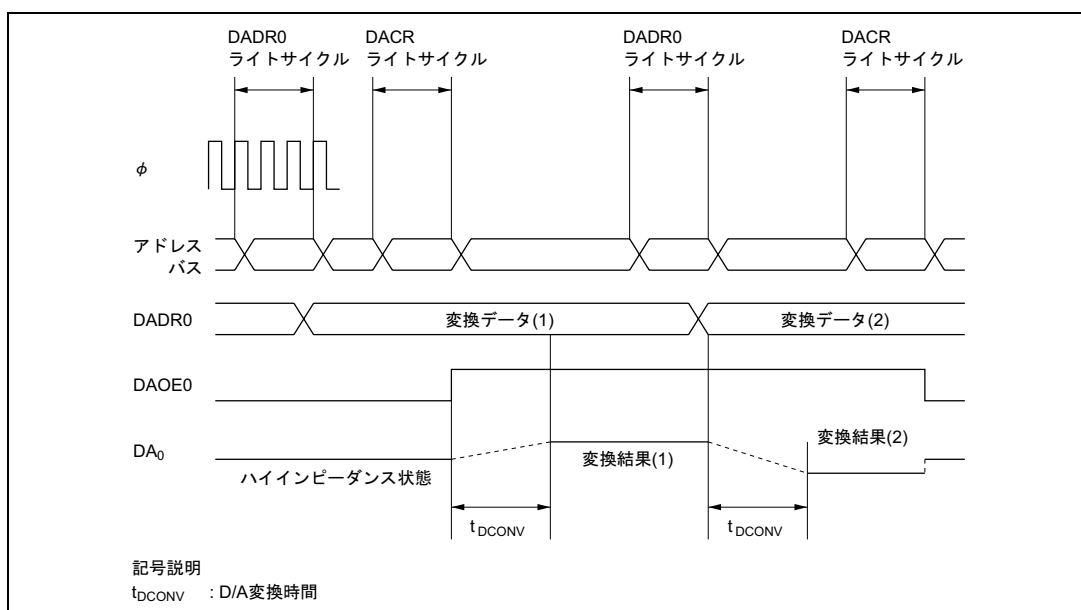 DADR0
ライトサイクル
DACR
ライトサイクル
DADR0
ライトサイクル
DACR
ライトサイクル
φ
アドレス
バス
DADR0
変換データ(1)
変換データ(2)
DAOE0
DA0
ハイインピーダンス状態
変換結果(1)
変換結果(2)
tDCONV
tDCONV
記号説明
tDCONV : D/A変換時間